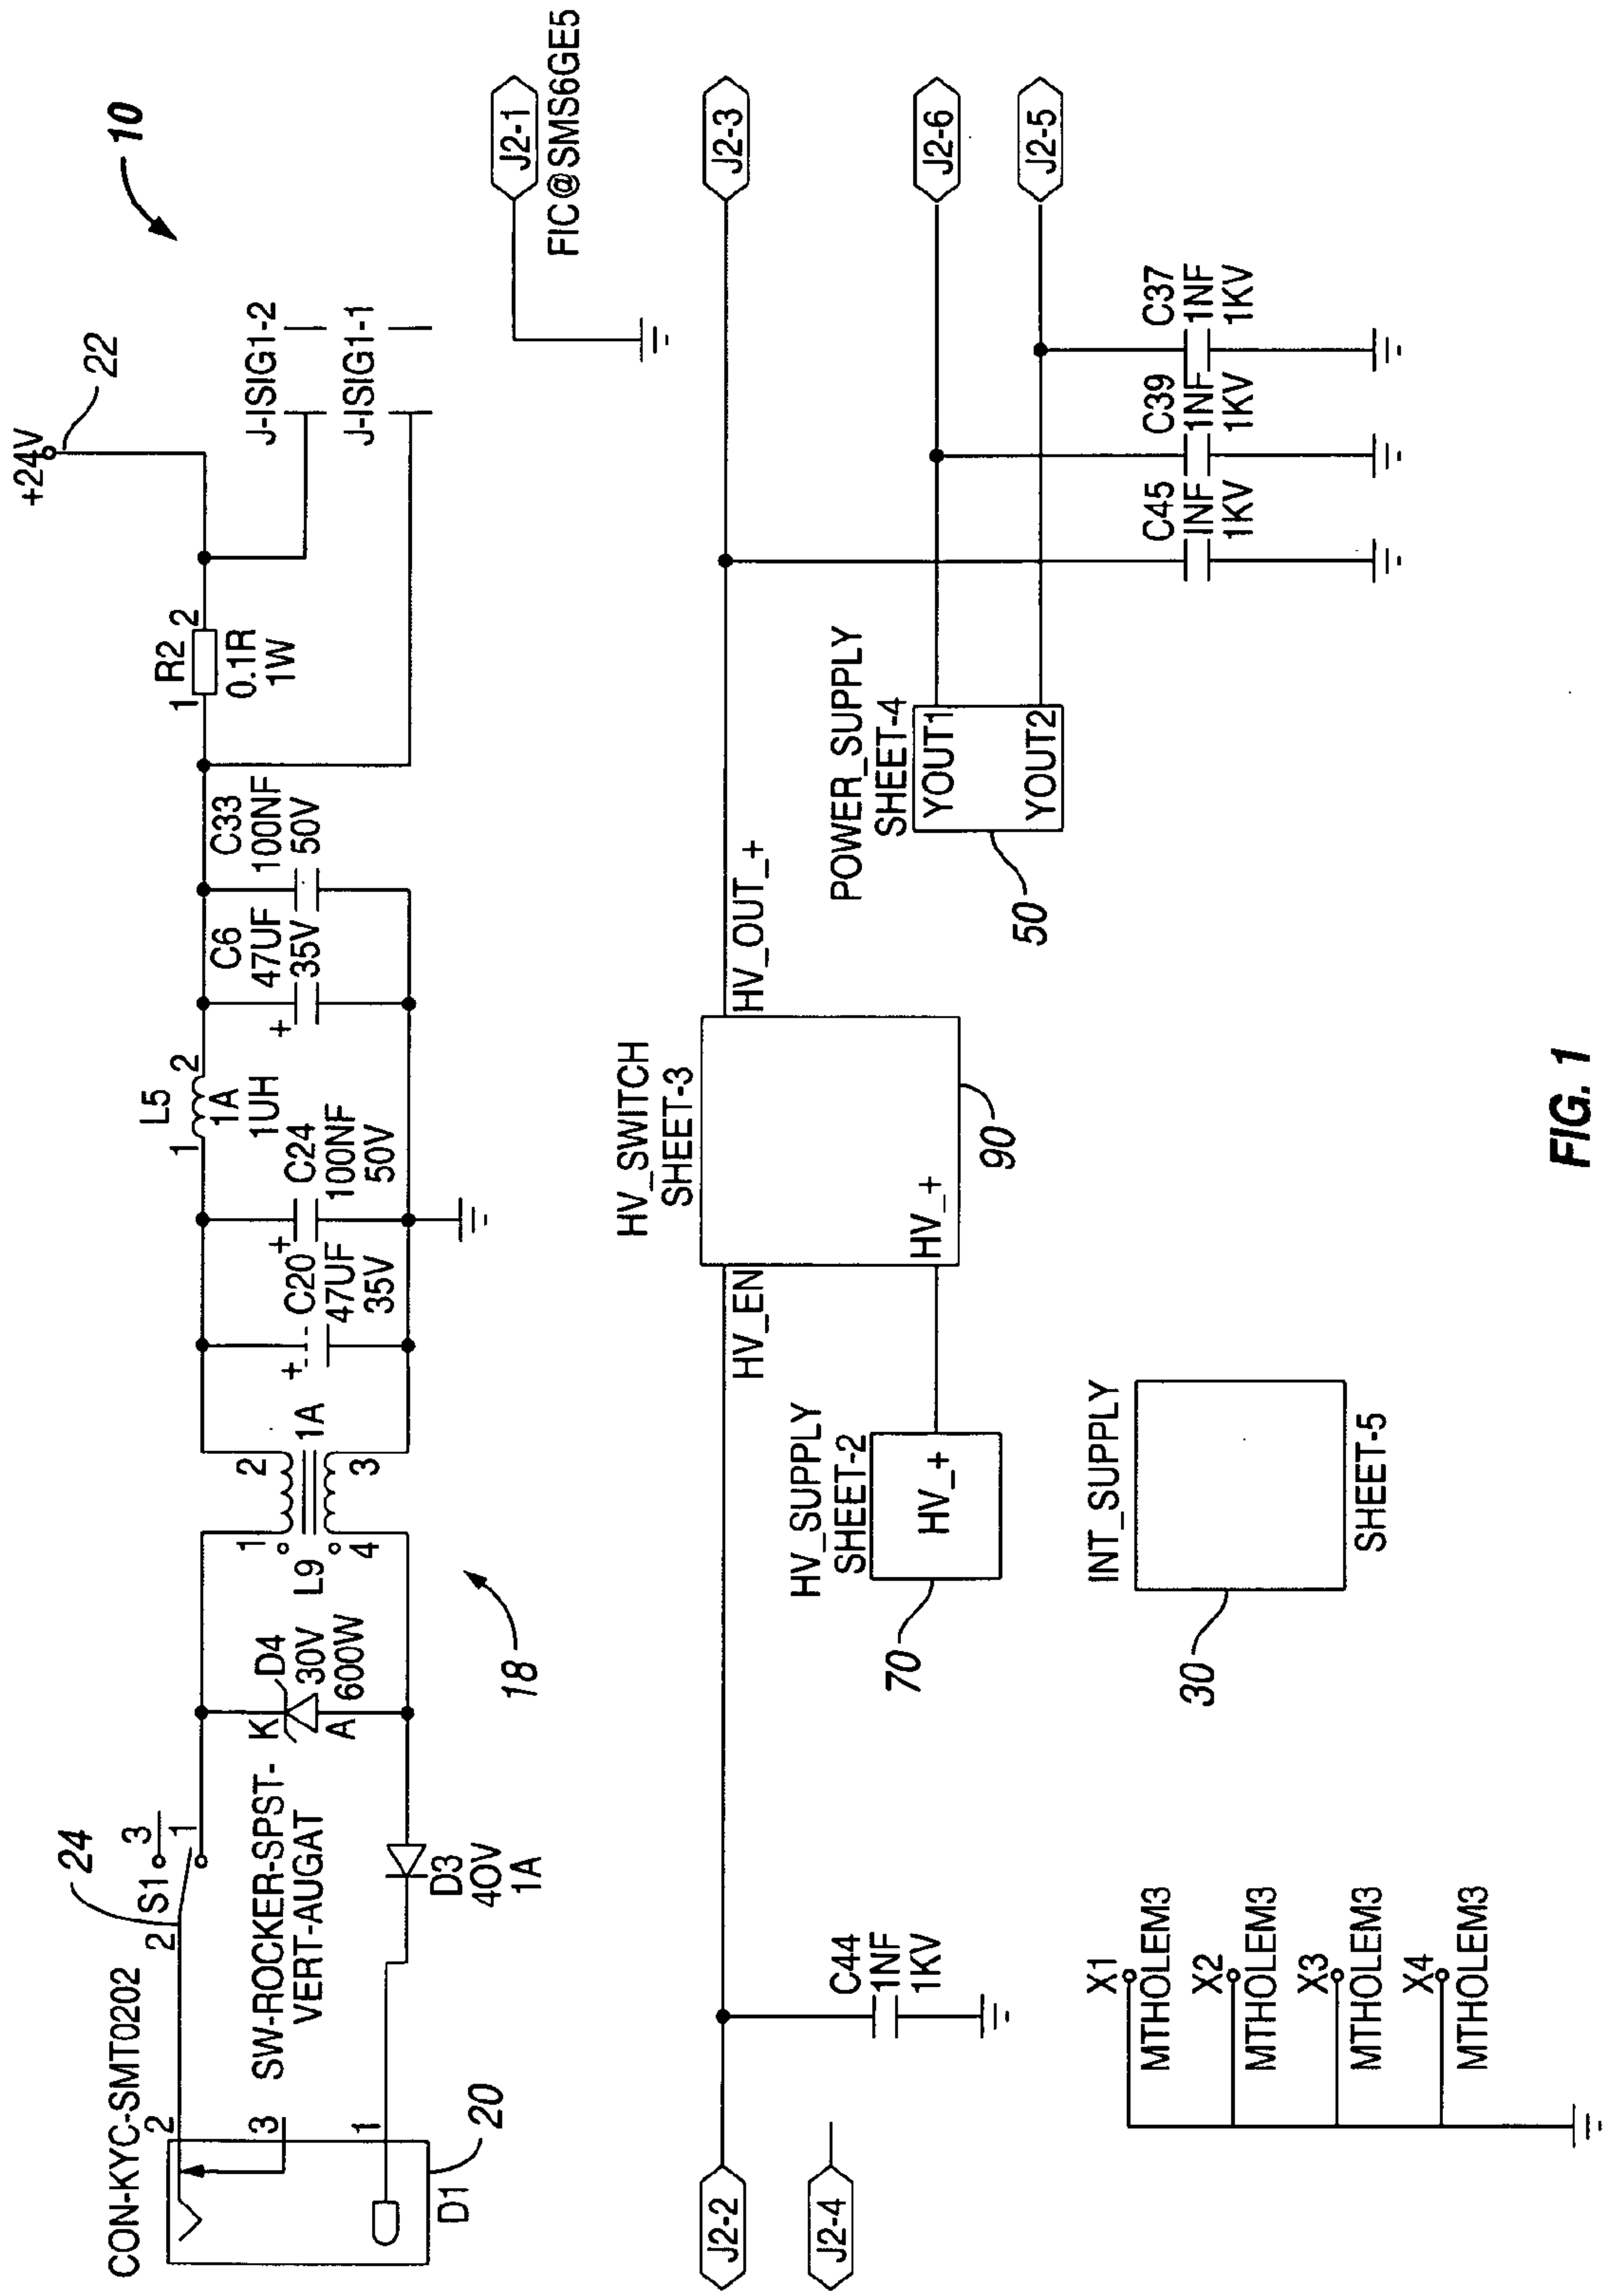 10
+24V
22
CON-KYC-SMT0202
2
3
1
D1
20
24
2
S1
3
1
SW-ROCKER-SPST-
VERT-AUGAT
D3
4OV
1A
K
A
D4
30V
600W
18
1
2
L9
1A
4
3
+
C20
47UF
35V
+
C24
100NF
50V
L5
1
2
1A
1UH
+
C6
47UF
35V
C33
100NF
50V
R2
1
2
0.1R
1W
J-ISIG1-2
J-ISIG1-1
J2-1
FIC@SMS6GE5
J2-2
J2-4
C44
1NF
1KV
HV_EN
HV_SWITCH
SHEET-3
HV_+
90
HV_OUT_+
J2-3
HV_SUPPLY
SHEET-2
HV_+
70
POWER_SUPPLY
SHEET-4
YOUT1
YOUT2
50
J2-6
J2-5
C45
INF
1KV
C39
1NF
1KV
C37
1NF
1KV
INT_SUPPLY
SHEET-5
30
X1
MTHOLEM3
X2
MTHOLEM3
X3
MTHOLEM3
X4
MTHOLEM3
FIG. 1